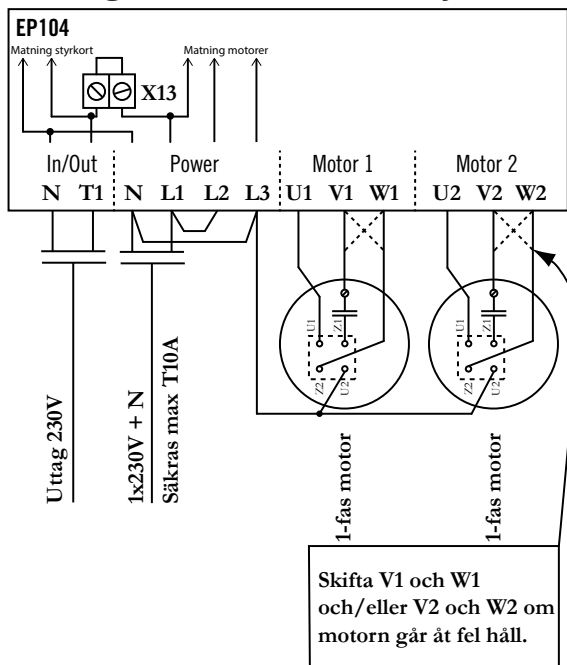 EP104
Matning styrkort
Matning motorer
X13
In/Out
Power
Motor 1
Motor 2
N T1 N L1 L2 L3 U1 V1 W1 U2 V2 W2
U1 Z1
Z2 U2
U1 Z1
Z2 U2
Uttag 230V
1x230V + N
Säkras max T10A
1-fas motor
1-fas motor
Skifta V1 och W1
och/eller V2 och W2 om
motorn går åt fel håll.